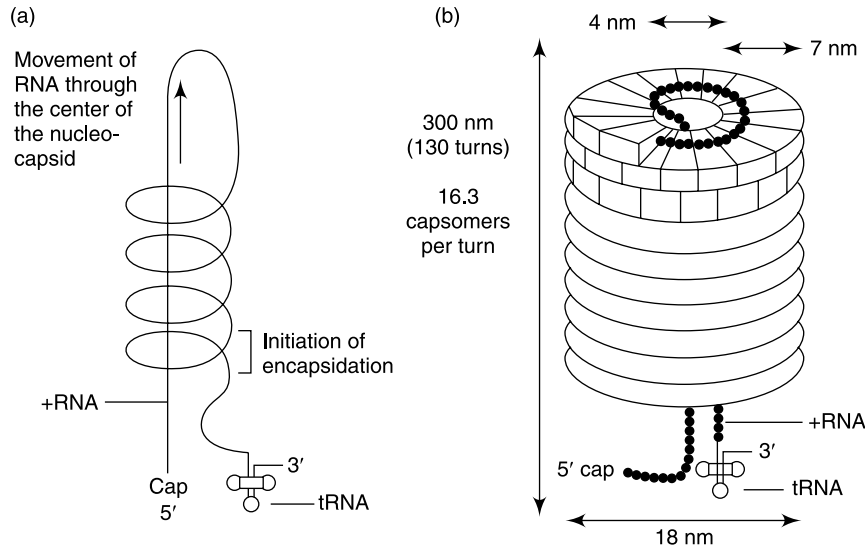 (a)
Movement of
RNA through
the center of
the nucleo-
capsid
Initiation of
encapsidation
+RNA
Cap
5′
3′
tRNA
(b)
4 nm
7 nm
300 nm
(130 turns)
16.3
capsomers
per turn
+RNA
3′
5′ cap
tRNA
18 nm